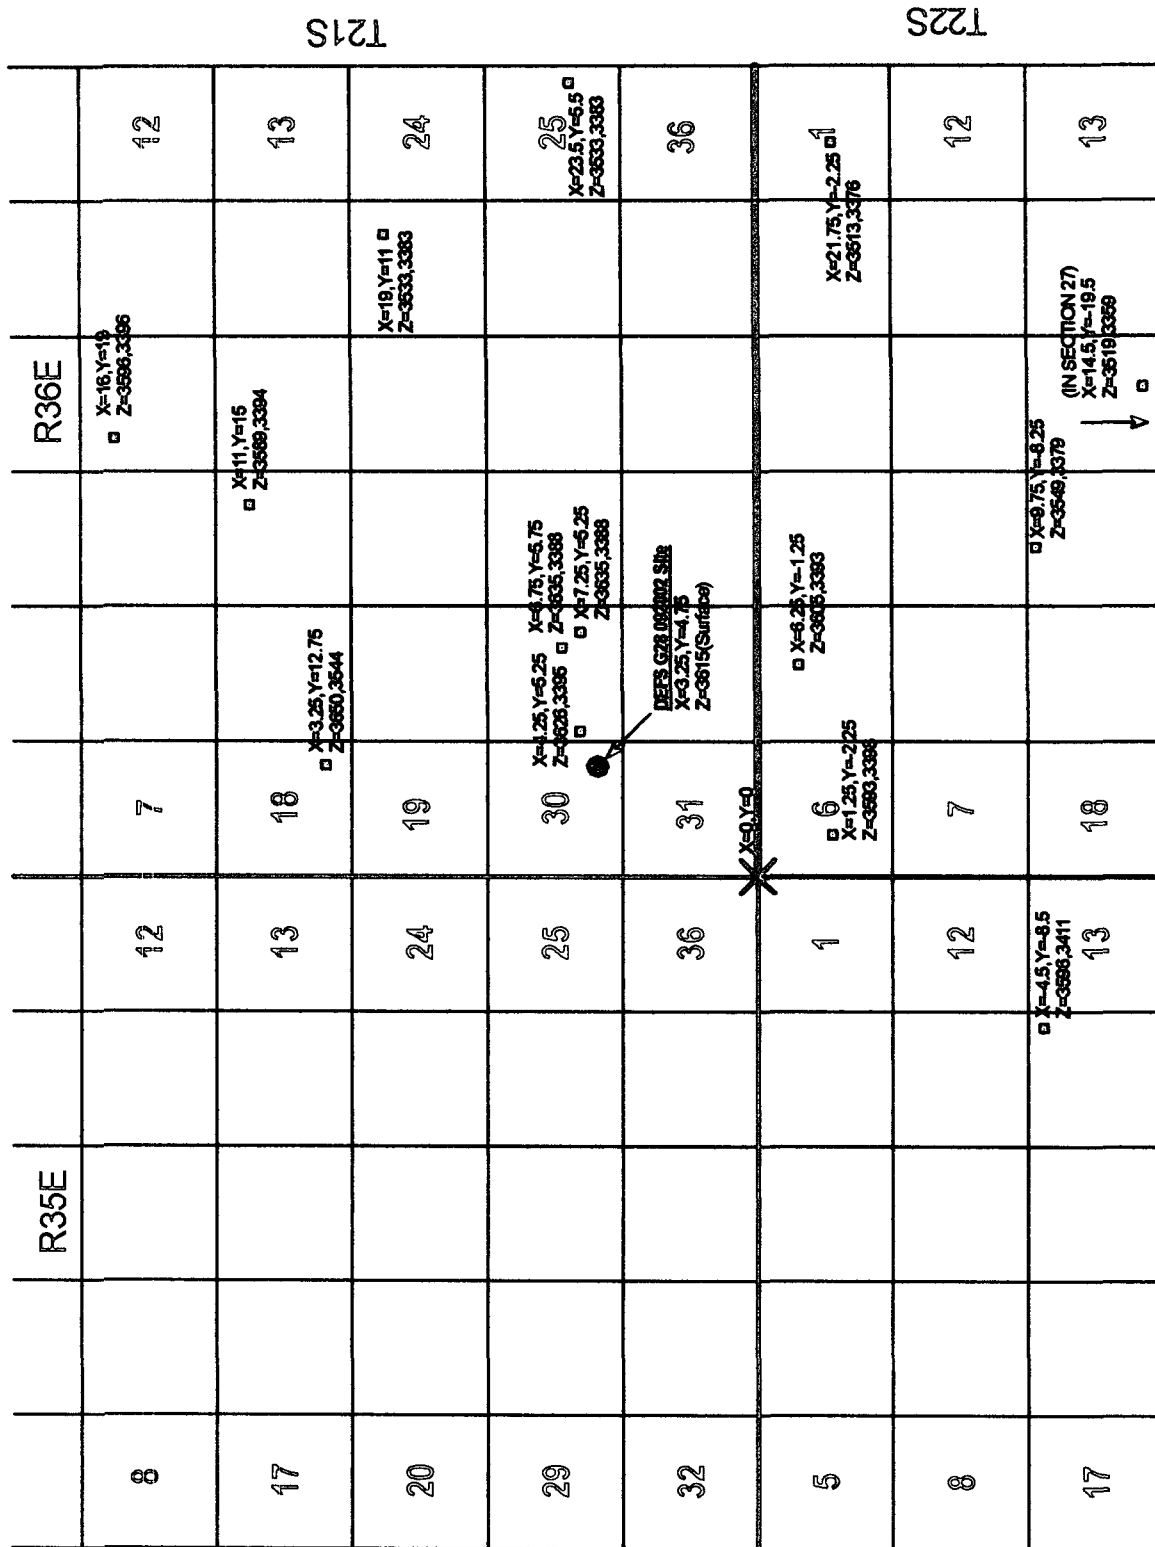 R35E
R36E
8
12
7
X=16,Y=19
Z=3596,3396
12
17
13
18
X=11,Y=15
Z=3589,3394
13
T21S
X=3.25,Y=12.75
Z=3650,3544
20
24
19
X=19,Y=11
Z=3533,3383
24
29
25
30
X=4.25,Y=5.25
Z=3626,3395
X=6.75,Y=5.75
Z=3635,3388
X=7.25,Y=5.25
Z=3635,3388
25
X=23.5,Y=5.5
Z=3533,3383
DEFS G28 092002 Site
X=3.25,Y=4.75
Z=3615(Surface)
32
36
31
36
X=0,Y=0
5
1
6
X=1.25,Y=-2.25
Z=3593,3398
X=6.25,Y=-1.25
Z=3605,3393
X=21.75,Y=-2.25
Z=3513,3376
1
T22S
8
12
7
12
17
X=-4.5,Y=-8.5
Z=3596,3411
13
18
X=9.75,Y=-8.25
Z=3549,3379
(IN SECTION 27)
X=14.5,Y=-19.5
Z=3519,3359
13